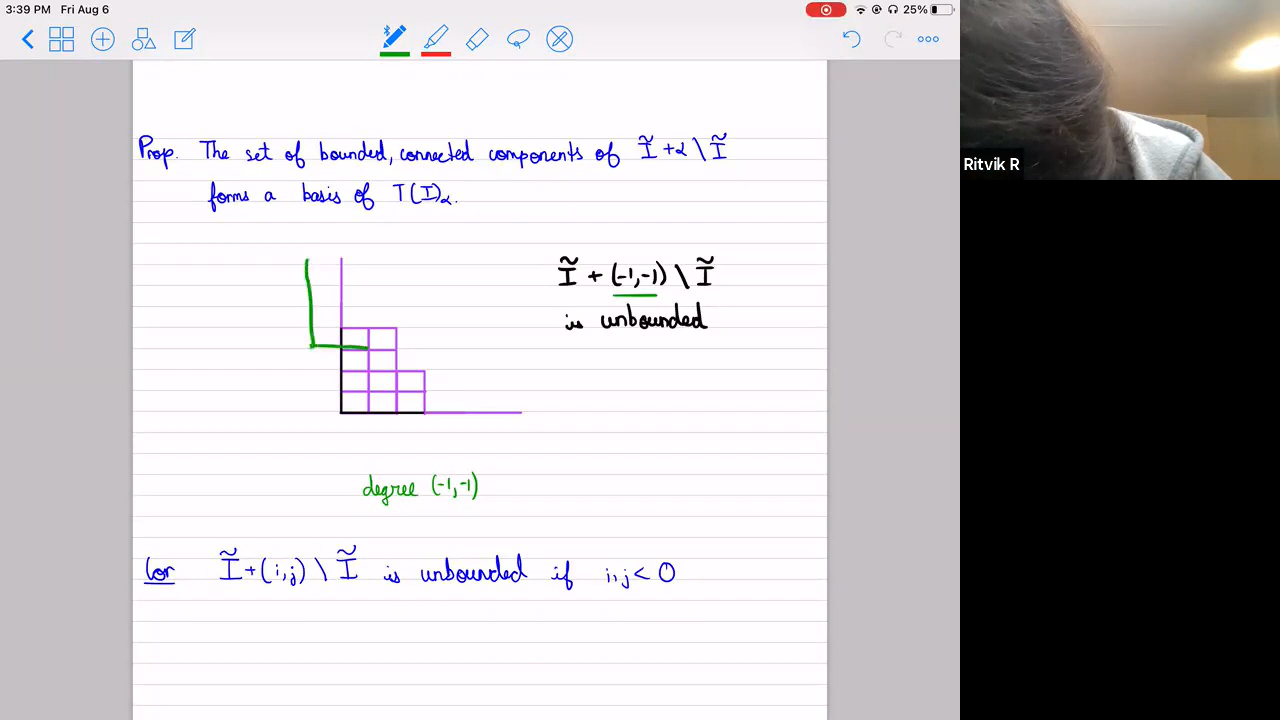 3:39 PM Fri Aug 6
25%
Prop. The set of bounded, connected components of Ĩ + α \ Ĩ
forms a basis of T(I)α.
Ĩ + (-1,-1) \ Ĩ
is unbounded
degree (-1,-1)
Cor Ĩ + (i,j) \ Ĩ is unbounded if i,j < 0
Ritvik R